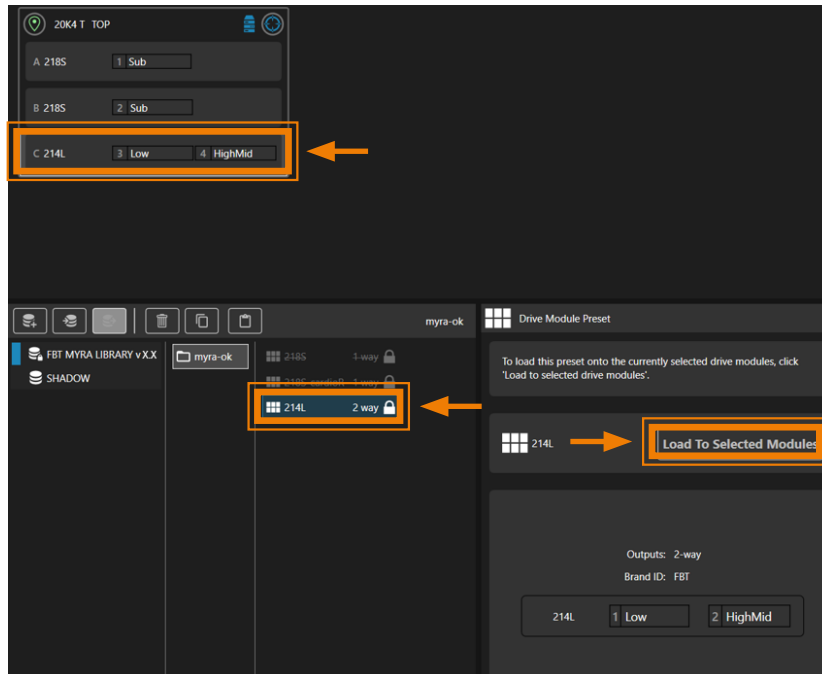 20K4 T TOP
A 218S 1 Sub
B 218S 2 Sub
C 214L 3 Low 4 HighMid
myra-ok
FBT MYRA LIBRARY v X.X
SHADOW
myra-ok
218S 1-way
218S-cardioR 1-way
214L 2 way
Drive Module Preset
To load this preset onto the currently selected drive modules, click
'Load to selected drive modules'.
214L Load To Selected Modules
Outputs: 2-way
Brand ID: FBT
214L 1 Low 2 HighMid